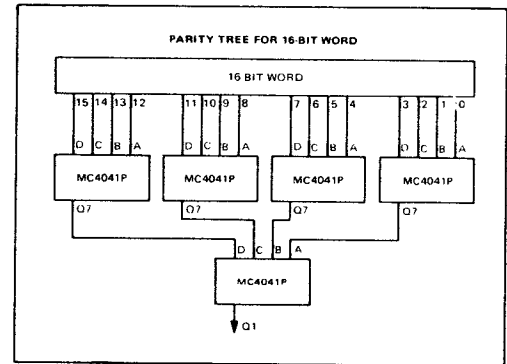 PARITY TREE FOR 16-BIT WORD
16 BIT WORD
15 14 13 12 11 10 9 8 7 6 5 4 3 2 1 0
D C B A D C B A D C B A D C B A
MC4041P MC4041P MC4041P MC4041P
Q7 Q7 Q7 Q7
D C B A
MC4041P
Q1